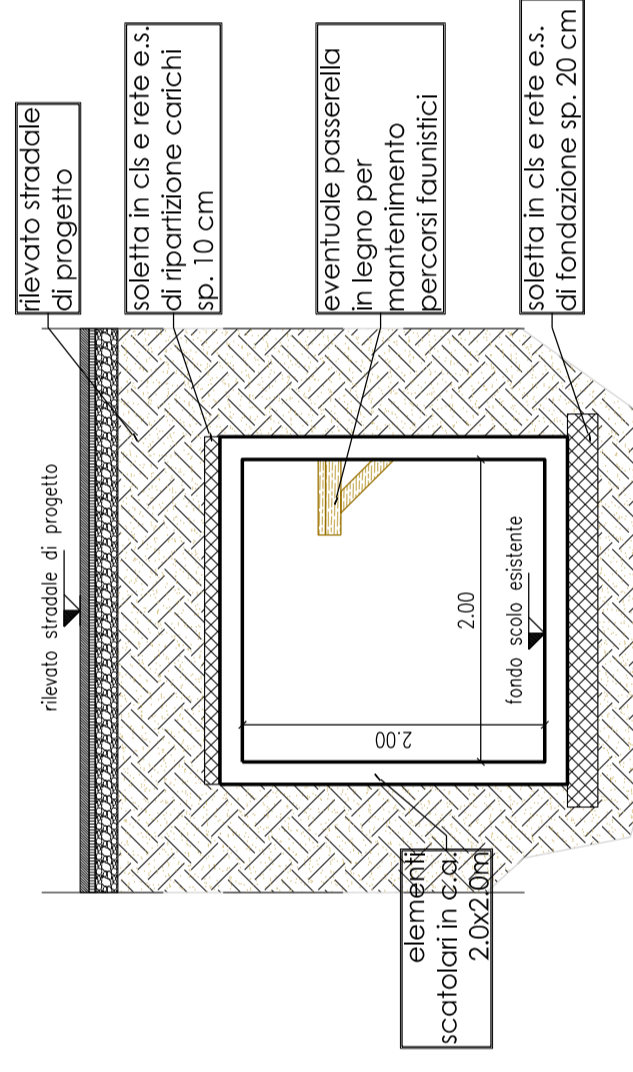 rilevato stradale
di progetto
soletta in cls e rete e.s.
di ripartizione carichi
sp. 10 cm
eventuale passerella
in legno per
mantenimento
percorsi faunistici
soletta in cls e rete e.s.
di fondazione sp. 20 cm
rilevato stradale di progetto
2.00
fondo scolo esistente
2.00
elementi
scatolari in c.a.
2.0x2.0m